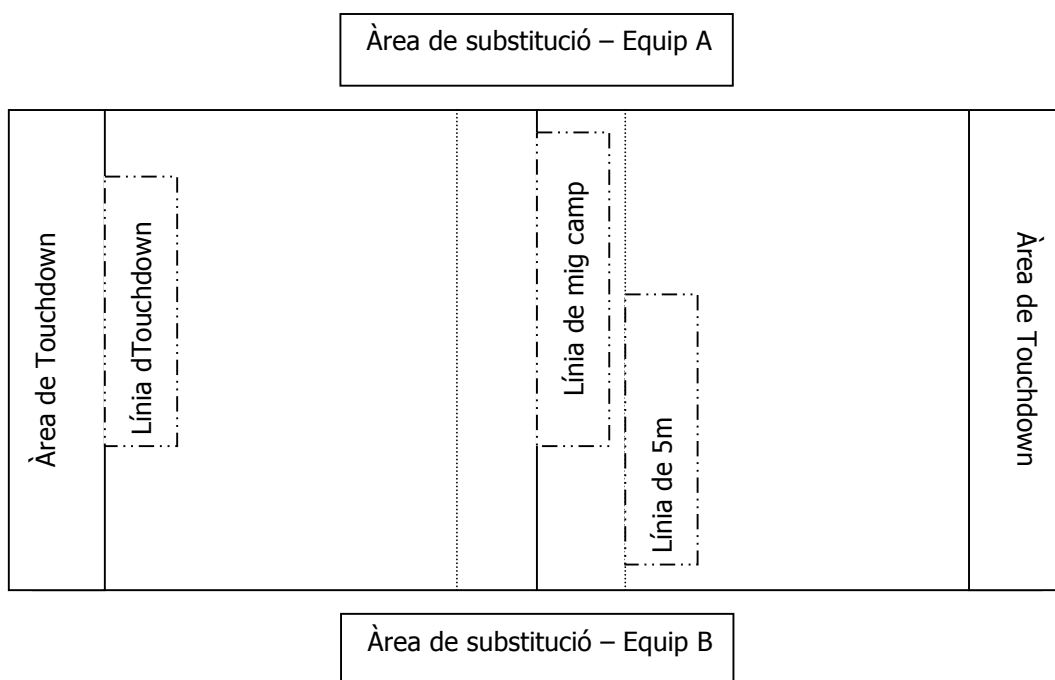 Àrea de substitució – Equip A
Àrea de Touchdown
Línia dTouchdown
Línia de mig camp
Línia de 5m
Àrea de Touchdown
Àrea de substitució – Equip B